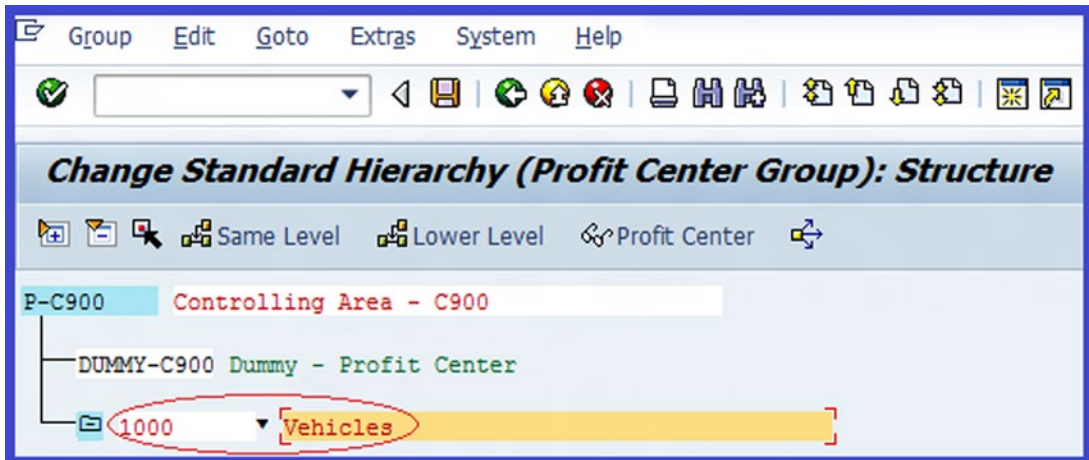 Group Edit Goto Extras System Help
Change Standard Hierarchy (Profit Center Group): Structure
Same Level Lower Level Profit Center
P-C900 Controlling Area - C900
DUMMY-C900 Dummy - Profit Center
1000 Vehicles